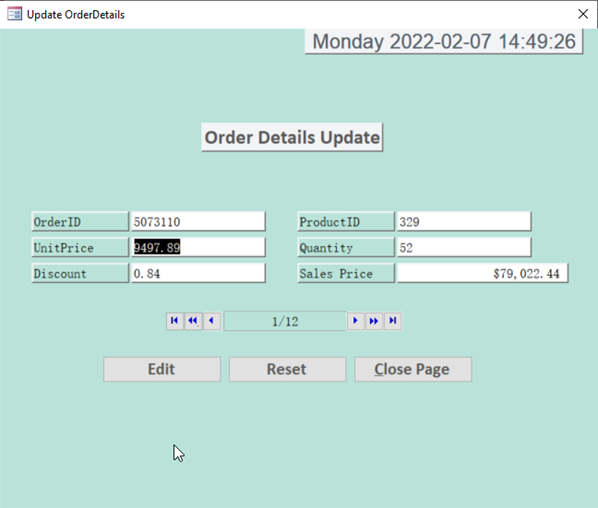 Update OrderDetails
Monday 2022-02-07 14:49:26
Order Details Update
OrderID 5073110 ProductID 329
UnitPrice 9497.89 Quantity 52
Discount 0.84 Sales Price $79,022.44
1/12
Edit Reset Close Page